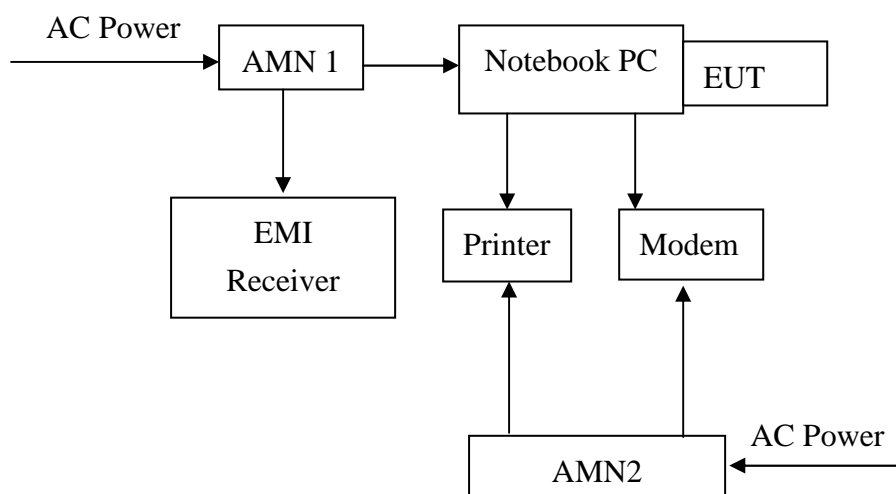 AC Power
AMN 1
Notebook PC
EUT
EMI
Receiver
Printer
Modem
AC Power
AMN2